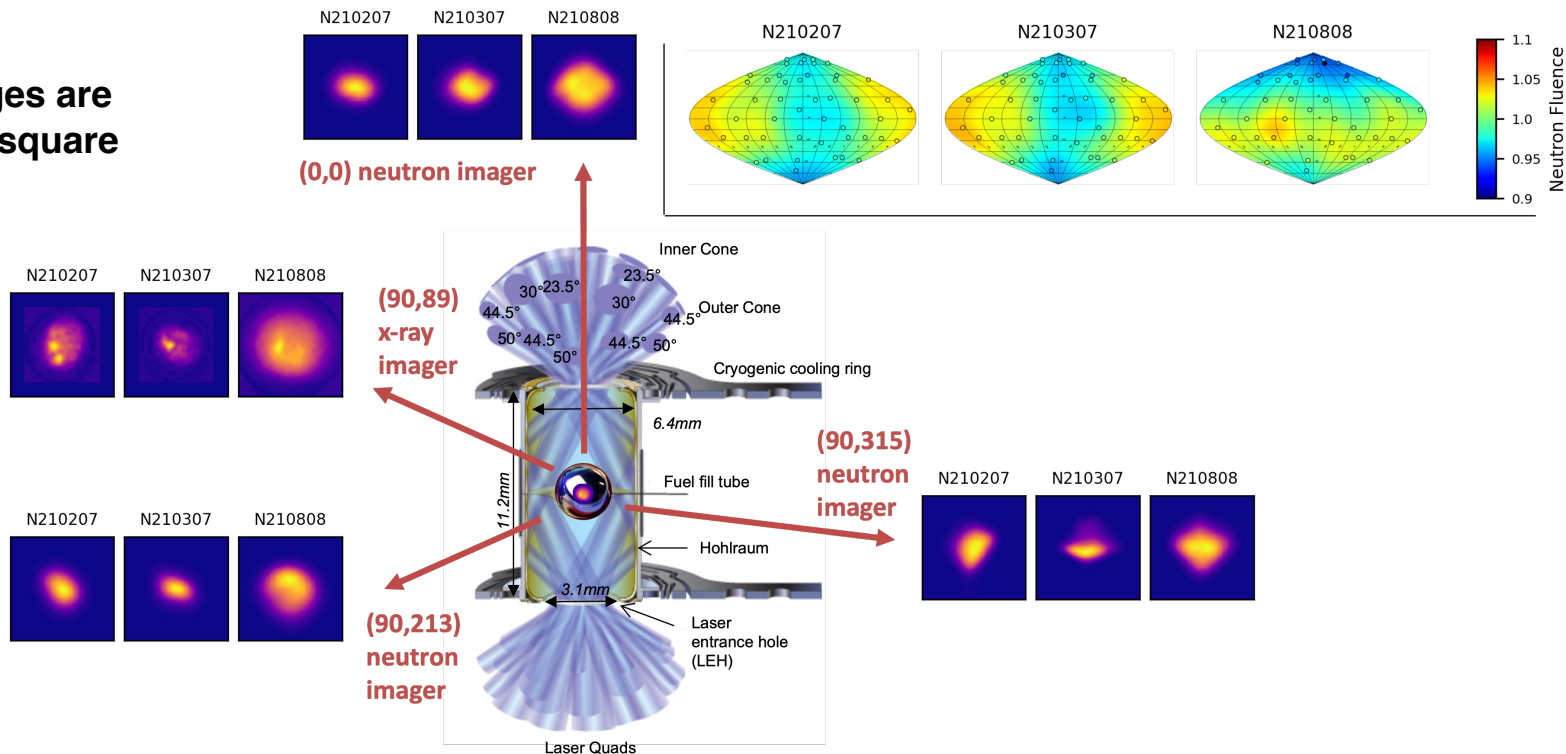 ges are
square
N210207 N210307 N210808
(0,0) neutron imager
N210207 N210307 N210808
1.1
1.05
1.0
0.95
0.9
Neutron Fluence
N210207 N210307 N210808
(90,89)
x-ray
imager
N210207 N210307 N210808
(90,213)
neutron
imager
Inner Cone
23.5°
30° 23.5°
30°
Outer Cone
44.5°
44.5°
50° 44.5°
44.5° 50°
50°
Cryogenic cooling ring
6.4mm
11.2mm
Fuel fill tube
Hohlraum
3.1mm
Laser
entrance hole
(LEH)
Laser Quads
(90,315)
neutron
imager
N210207 N210307 N210808